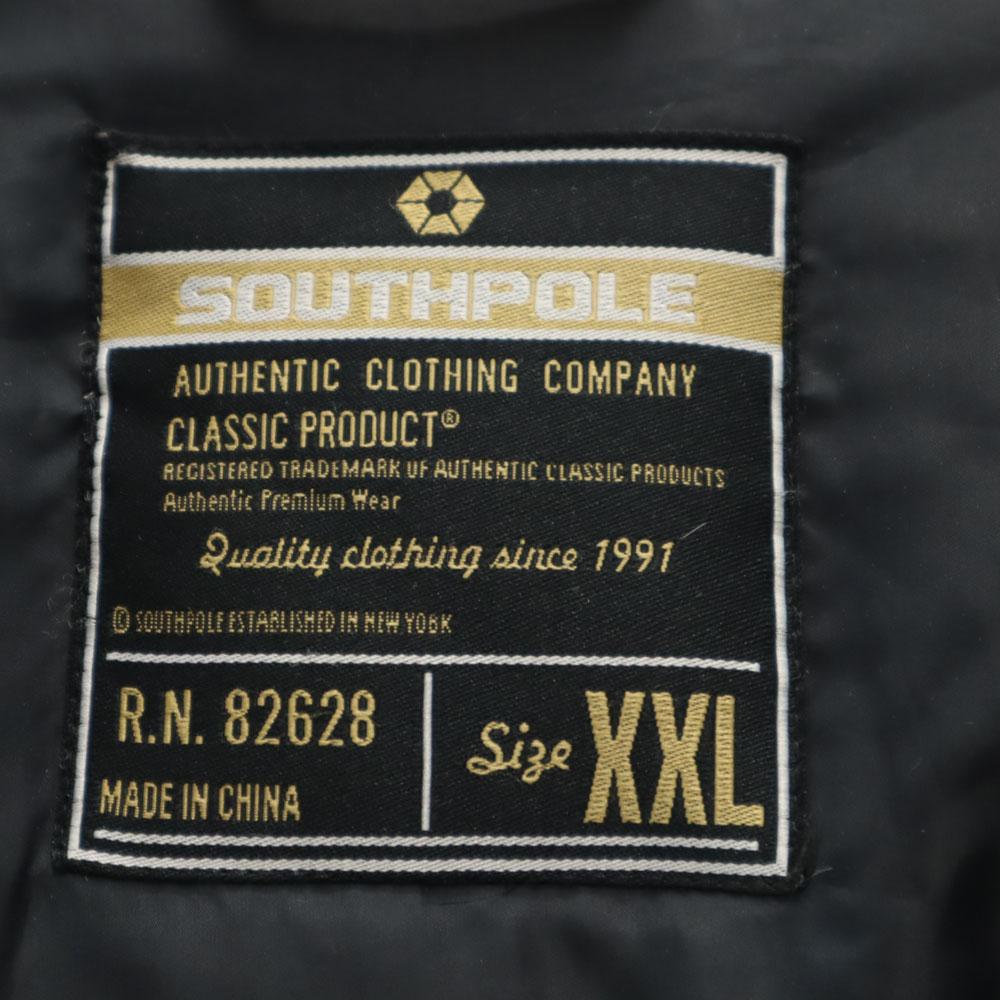 SOUTHPOLE
AUTHENTIC CLOTHING COMPANY
CLASSIC PRODUCT®
REGISTERED TRADEMARK OF AUTHENTIC CLASSIC PRODUCTS
Authentic Premium Wear
Quality clothing since 1991
© SOUTHPOLE ESTABLISHED IN NEW YORK
R.N. 82628
MADE IN CHINA
Size XXL